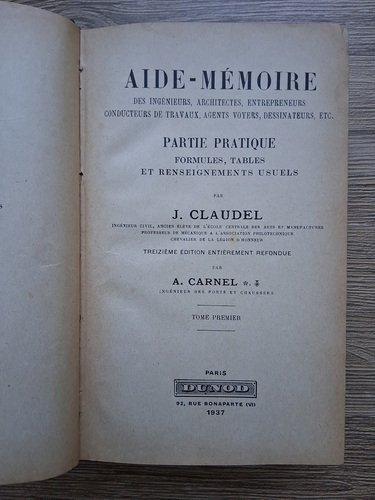 AIDE-MÉMOIRE
DES INGÉNIEURS, ARCHITECTES, ENTREPRENEURS
CONDUCTEURS DE TRAVAUX, AGENTS VOYERS, DESSINATEURS, ETC.
PARTIE PRATIQUE
FORMULES, TABLES
ET RENSEIGNEMENTS USUELS
PAR
J. CLAUDEL
INGÉNIEUR CIVIL, ANCIEN ÉLÈVE DE L'ÉCOLE CENTRALE DES ARTS ET MANUFACTURES
PROFESSEUR DE MÉCANIQUE A L'ASSOCIATION PHILOTECHNIQUE
CHEVALIER DE LA LÉGION D'HONNEUR
TREIZIÈME ÉDITION ENTIÈREMENT REFONDUE
PAR
A. CARNEL
INGÉNIEUR DES PONTS ET CHAUSSÉES
TOME PREMIER
PARIS
DUNOD
92, RUE BONAPARTE (VI)
1937